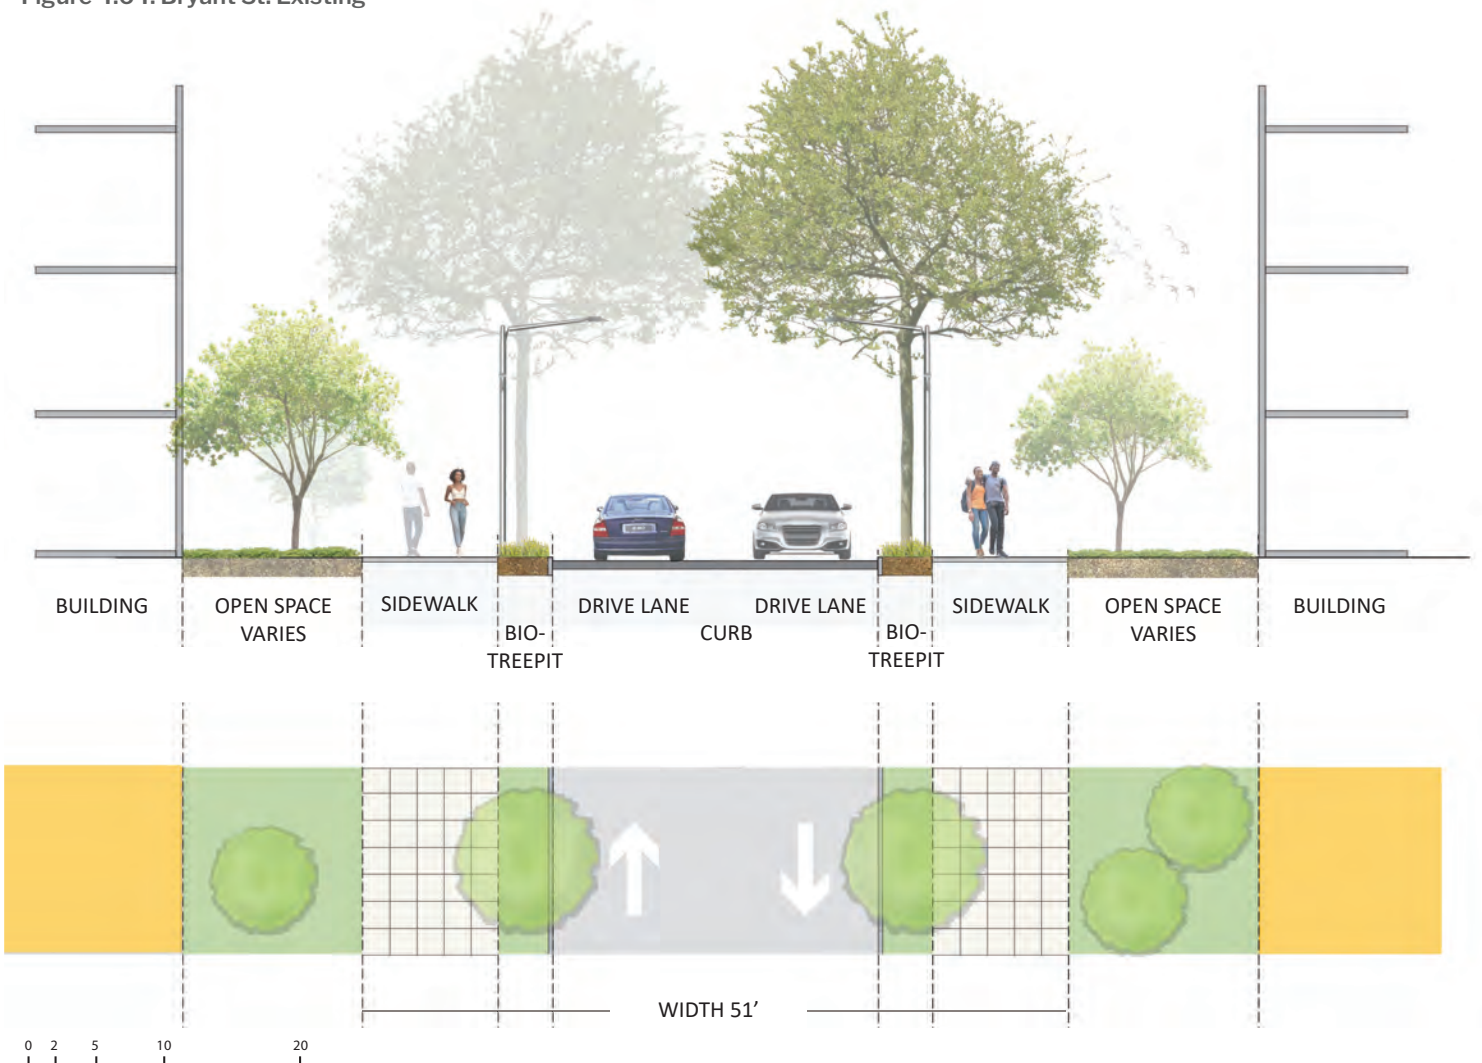 BUILDING
OPEN SPACE
VARIES
SIDEWALK
BIO-
TREEPIT
DRIVE LANE
CURB
DRIVE LANE
BIO-
TREEPIT
SIDEWALK
OPEN SPACE
VARIES
BUILDING
WIDTH 51’
0 2 5 10 20